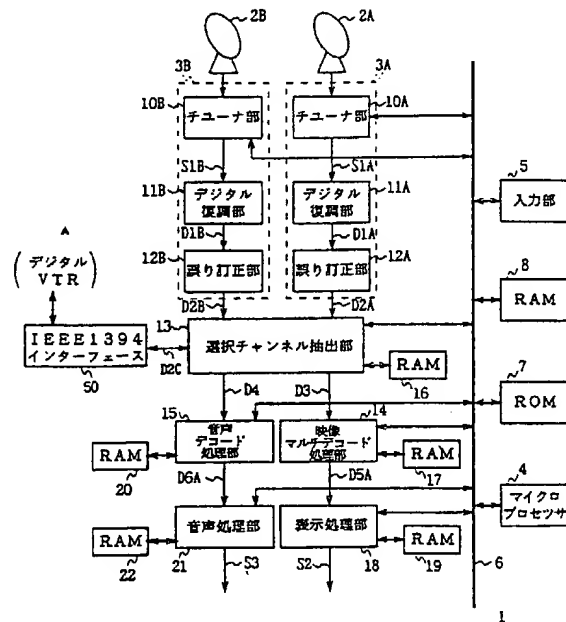 2B
2A
3B
3A
10B
チューナ部
チューナ部
10A
S1B
S1A
11B
デジタル
復調部
デジタル
復調部
11A
D1B
D1A
12B
誤り訂正部
誤り訂正部
12A
D2B
D2A
5
入力部
8
RAM
(デジタル
VTR)
IEEE1394
インターフェース
50
D2C
13
選択チャンネル抽出部
RAM
16
7
ROM
D4
D3
15
音声
デコード
処理部
14
映像
マルチデコード
処理部
RAM
20
RAM
17
4
マイクロ
プロセッサ
D6A
D5A
音声処理部
21
表示処理部
18
RAM
22
RAM
19
6
S3
S2
1